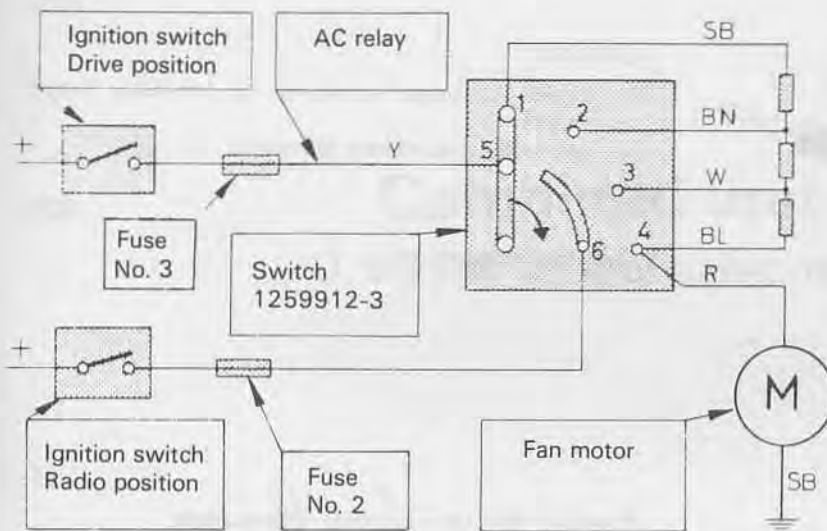 Ignition switch
Drive position
AC relay
SB
1
2
BN
+
Y
5
3
W
4
BL
6
R
Fuse
No. 3
Switch
1259912-3
+
M
Ignition switch
Radio position
Fuse
No. 2
Fan motor
SB